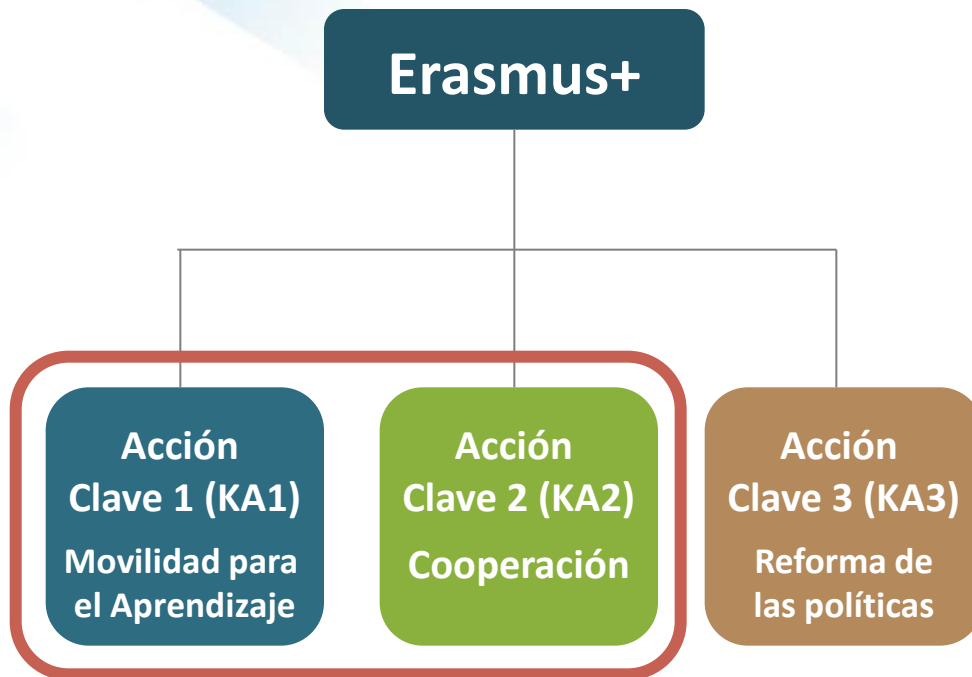 Erasmus+
Acción
Clave 1 (KA1)
Movilidad para
el Aprendizaje
Acción
Clave 2 (KA2)
Cooperación
Acción
Clave 3 (KA3)
Reforma de
las políticas